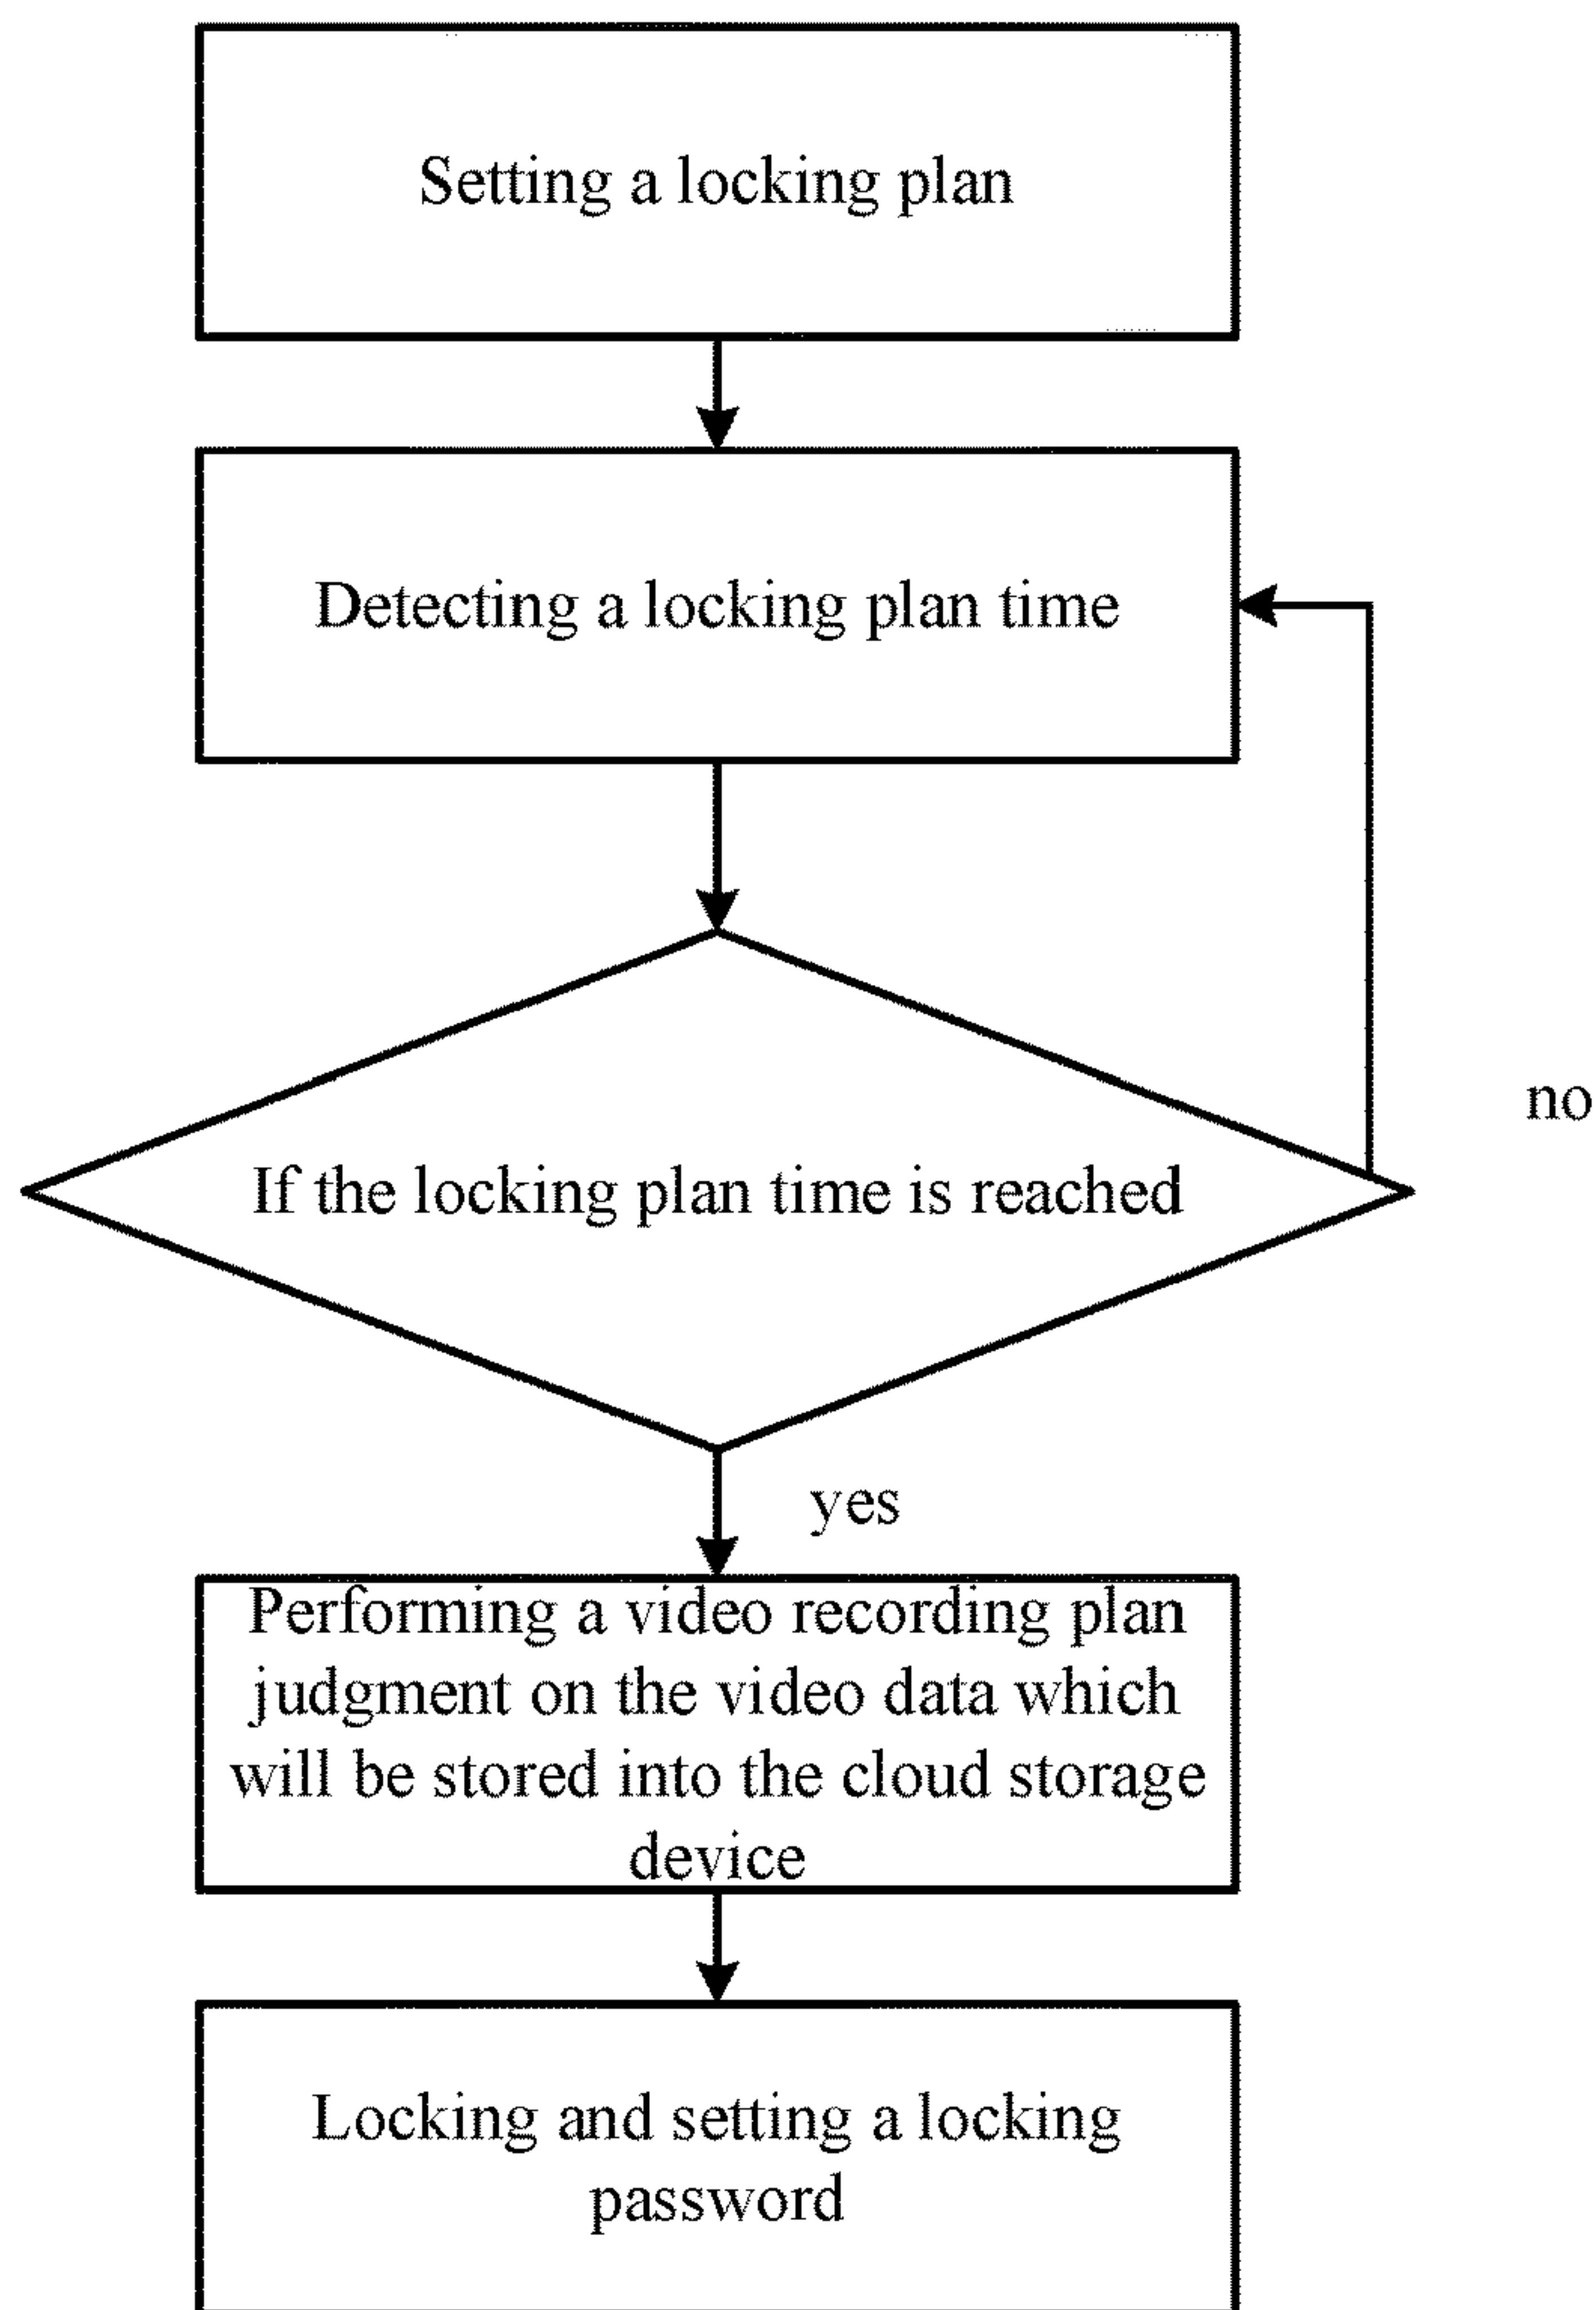 Setting a locking plan
Detecting a locking plan time
no
If the locking plan time is reached
yes
Performing a video recording plan
judgment on the video data which
will be stored into the cloud storage
device
Locking and setting a locking
password